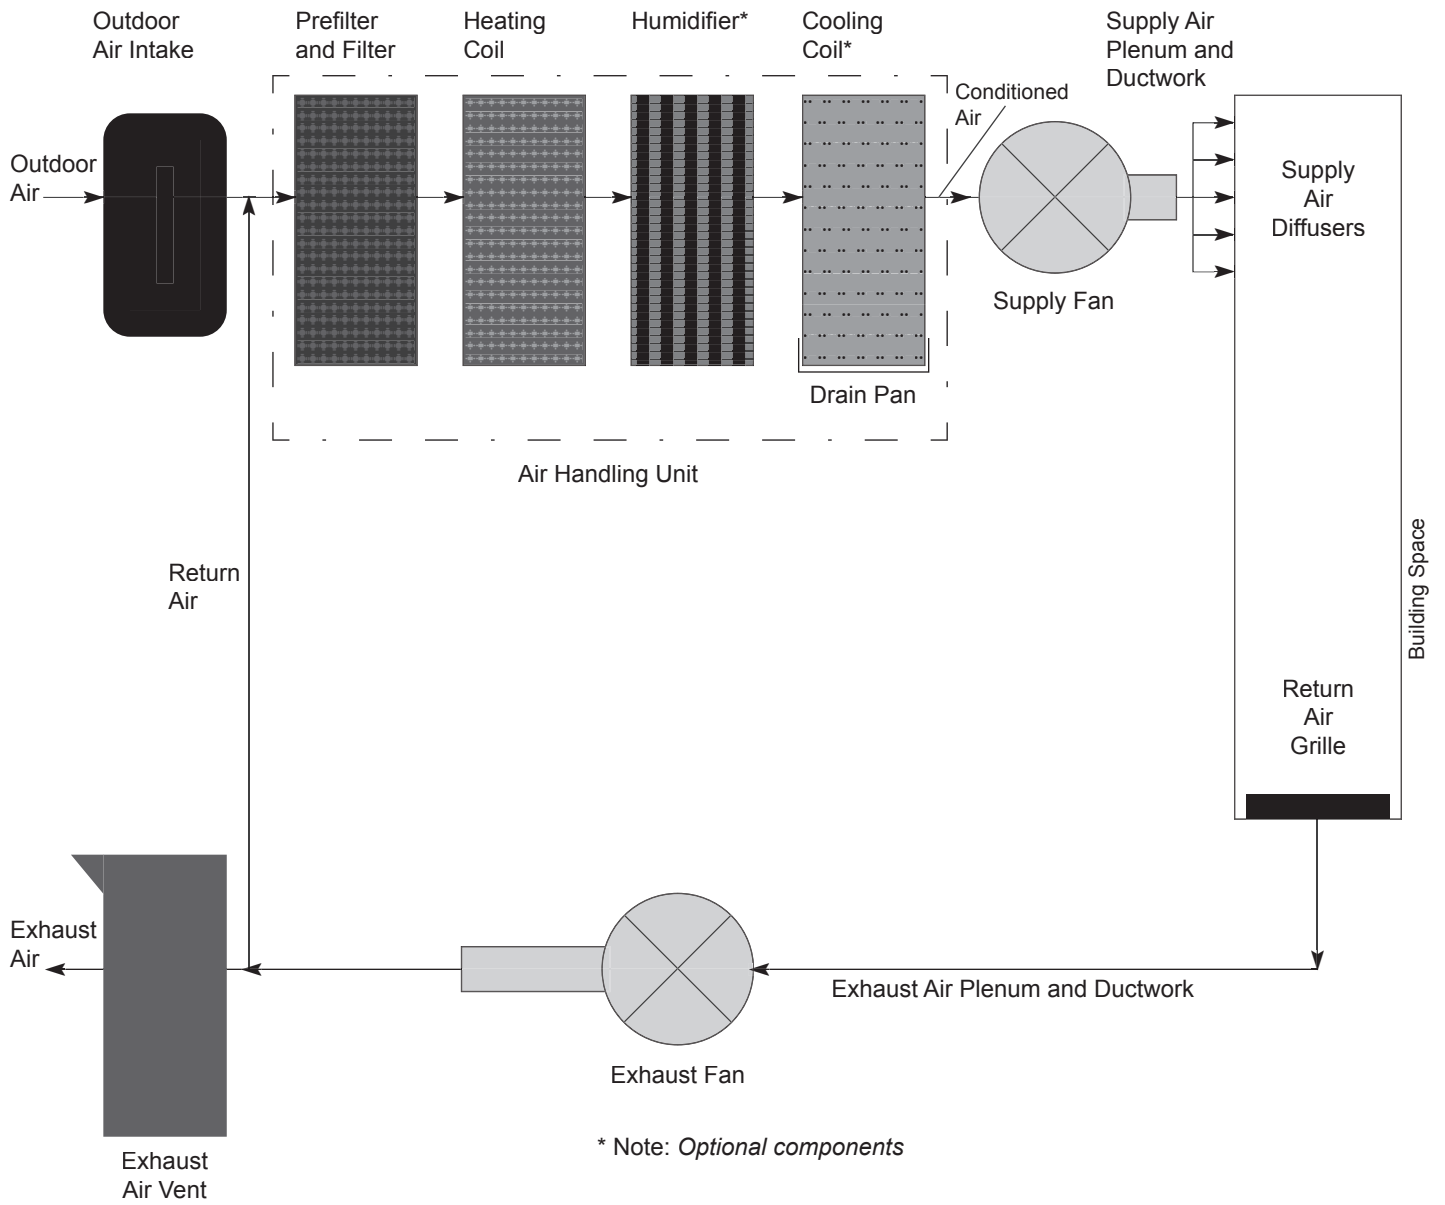 Outdoor
Air Intake
Prefilter
and Filter
Heating
Coil
Humidifier*
Cooling
Coil*
Supply Air
Plenum and
Ductwork
Conditioned
Air
Outdoor
Air
Supply
Air
Diffusers
Supply Fan
Drain Pan
Air Handling Unit
Return
Air
Building Space
Return
Air
Grille
Exhaust
Air
Exhaust Air Plenum and Ductwork
Exhaust Fan
* Note: Optional components
Exhaust
Air Vent